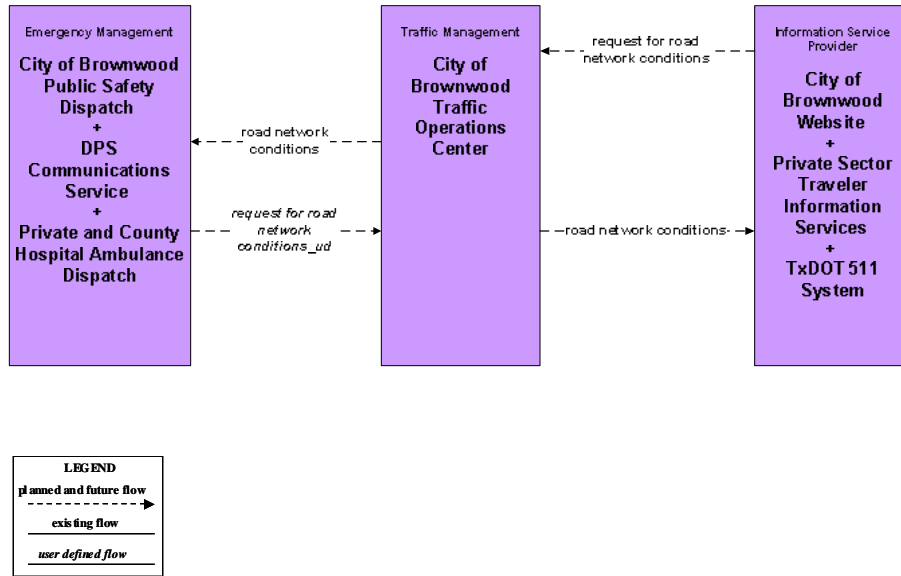 Emergency Management
City of Brownwood
Public Safety
Dispatch
+
DPS
Communications
Service
+
Private and County
Hospital Ambulance
Dispatch
road network
conditions
request for road
network
conditions_ud
Traffic Management
City of
Brownwood
Traffic
Operations
Center
request for road
network conditions
road network conditions
Information Service
Provider
City of
Brownwood
Website
+
Private Sector
Traveler
Information
Services
+
TxDOT 511
System
LEGEND
planned and future flow
existing flow
user defined flow